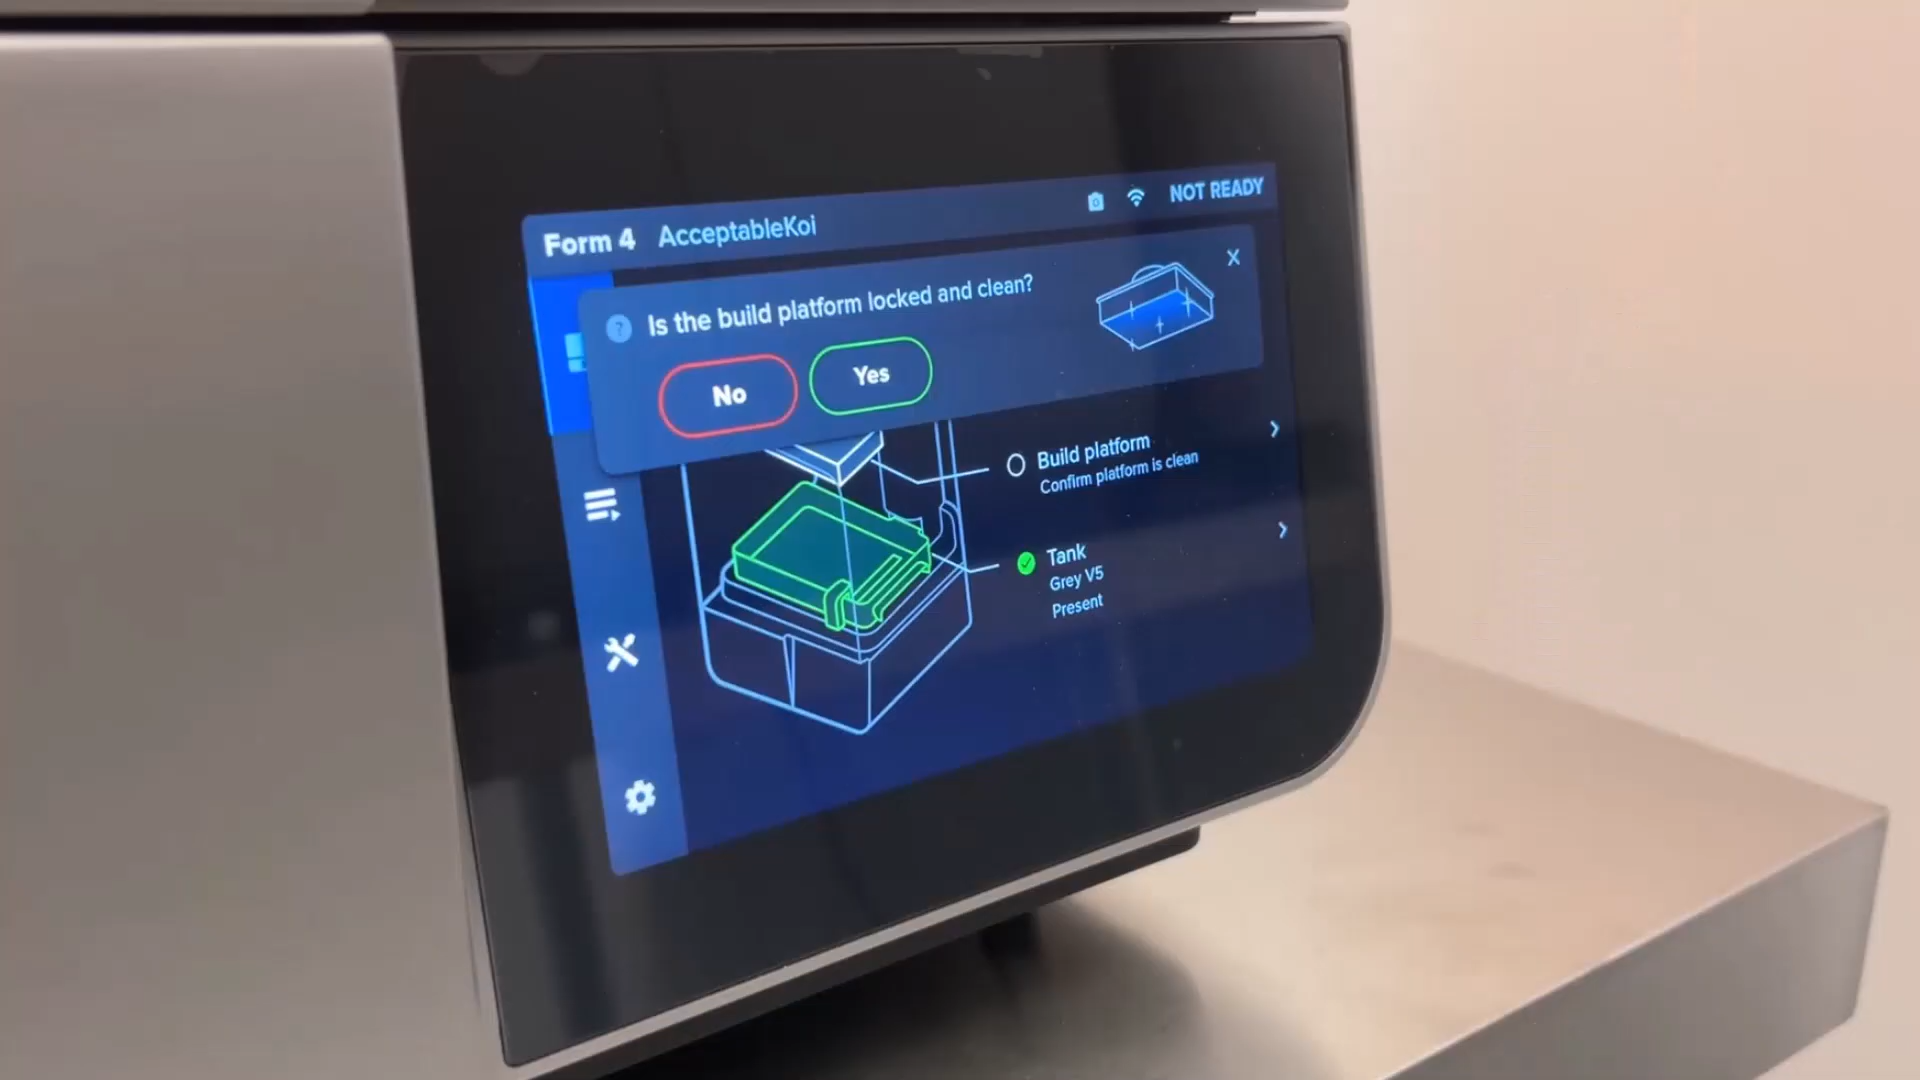 Form 4 AcceptableKoi NOT READY
Is the build platform locked and clean?
No Yes
Build platform
Confirm platform is clean
Tank
Grey V5
Present